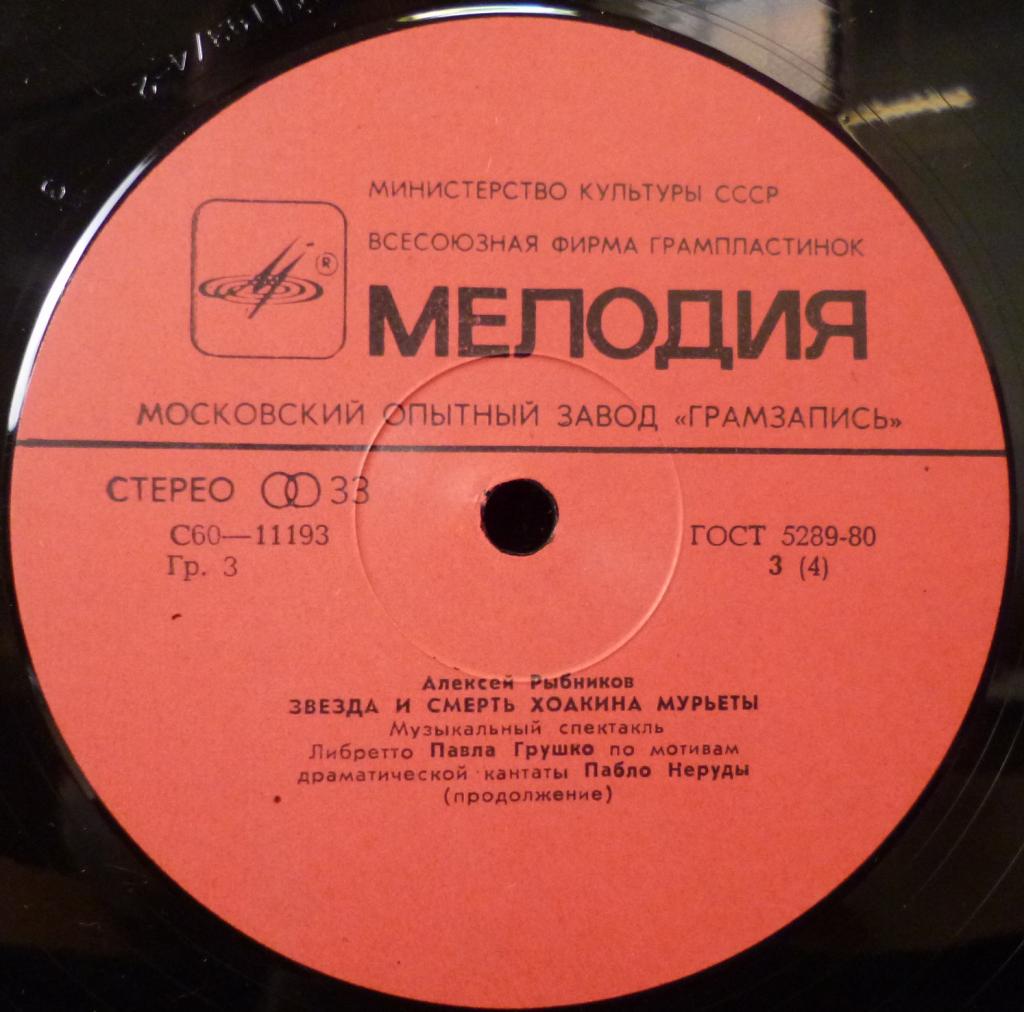 МИНИСТЕРСТВО КУЛЬТУРЫ СССР
ВСЕСОЮЗНАЯ ФИРМА ГРАМПЛАСТИНОК
®
МЕЛОДИЯ
МОСКОВСКИЙ ОПЫТНЫЙ ЗАВОД «ГРАМЗАПИСЬ»
СТЕРЕО 33
С60—11193
Гр. 3
ГОСТ 5289-80
3 (4)
Алексей Рыбников
ЗВЕЗДА И СМЕРТЬ ХОАКИНА МУРЬЕТЫ
Музыкальный спектакль
Либретто Павла Грушко по мотивам
драматической кантаты Пабло Неруды
(продолжение)